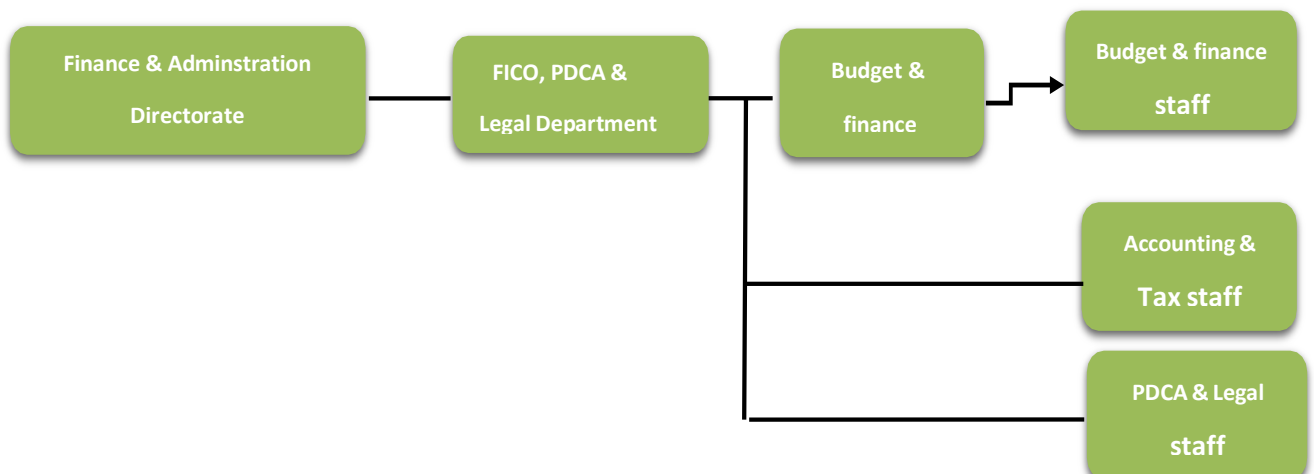 Finance & Adminstration
Directorate
FICO, PDCA &
Legal Department
Budget &
finance
Budget & finance
staff
Accounting &
Tax staff
PDCA & Legal
staff